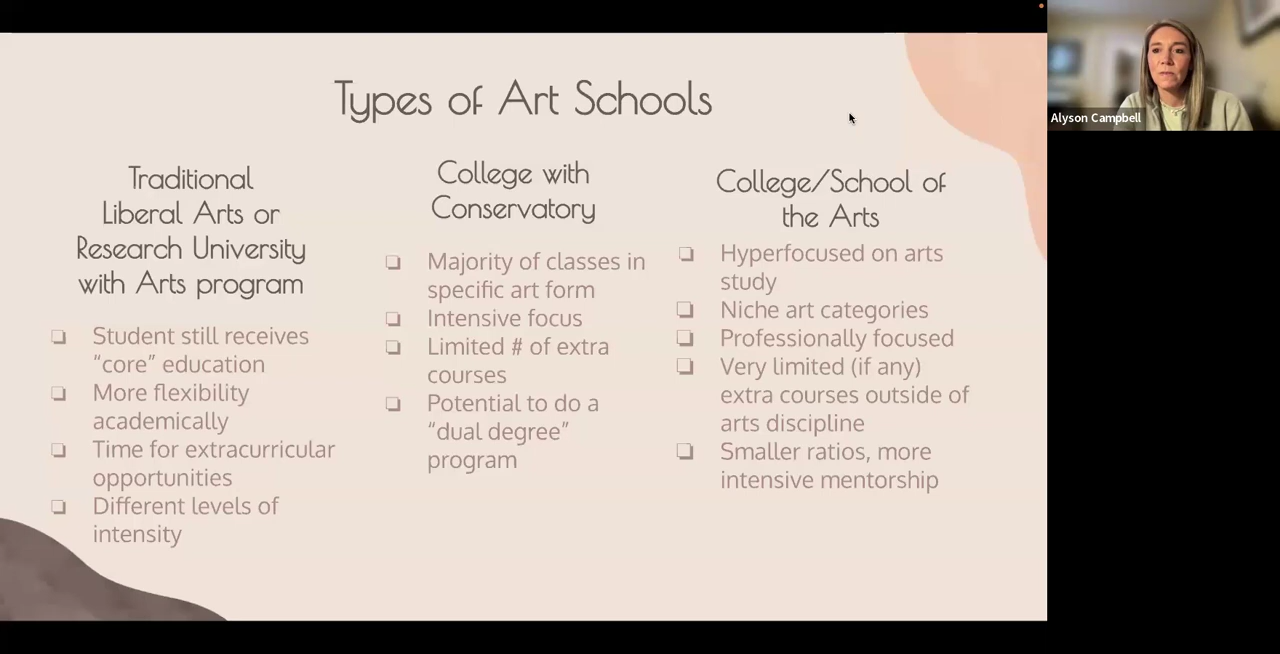 Types of Art Schools
Traditional
Liberal Arts or
Research University
with Arts program
❏ Student still receives
“core” education
❏ More flexibility
academically
❏ Time for extracurricular
opportunities
❏ Different levels of
intensity
College with
Conservatory
❏ Majority of classes in
specific art form
❏ Intensive focus
❏ Limited # of extra
courses
❏ Potential to do a
“dual degree”
program
College/School of
the Arts
❏ Hyperfocused on arts
study
❏ Niche art categories
❏ Professionally focused
❏ Very limited (if any)
extra courses outside of
arts discipline
❏ Smaller ratios, more
intensive mentorship
Alyson Campbell